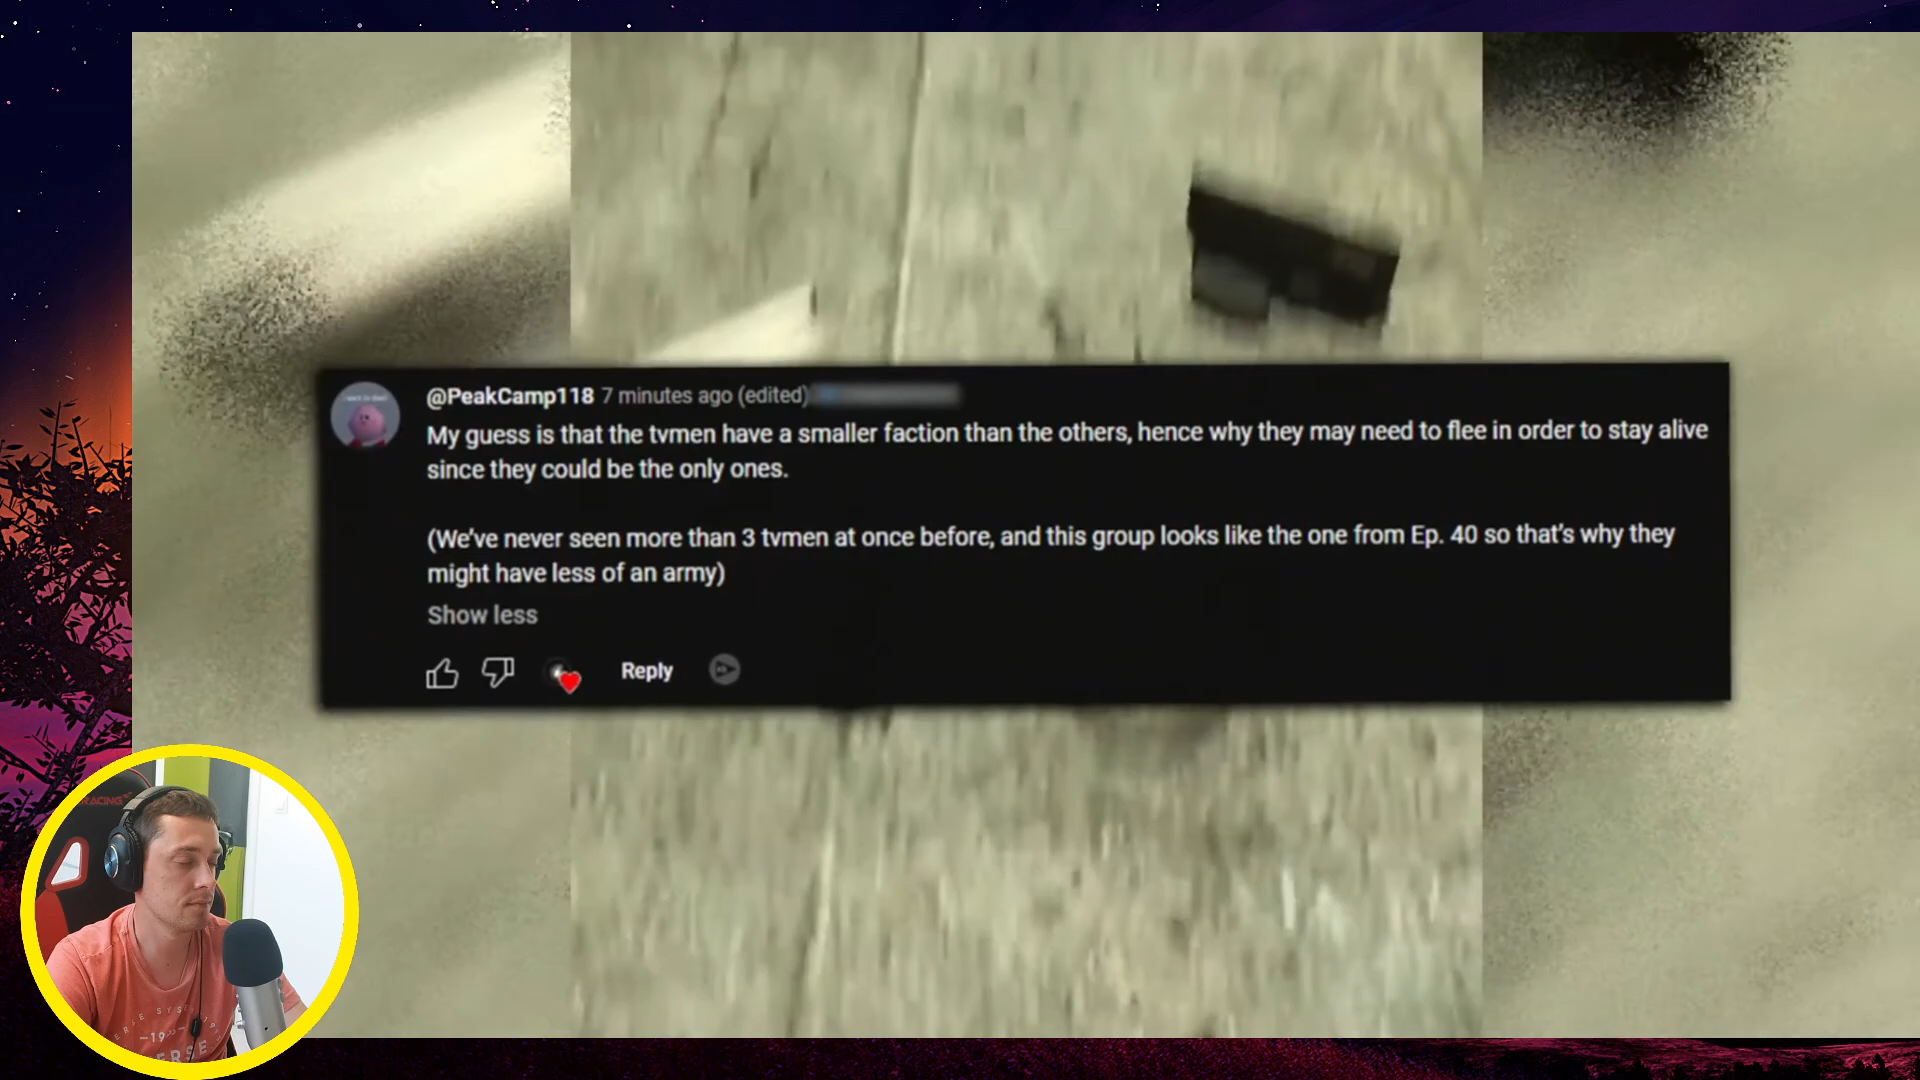 @PeakCamp118 7 minutes ago (edited)
My guess is that the tvmen have a smaller faction than the others, hence why they may need to flee in order to stay alive
since they could be the only ones.
(We've never seen more than 3 tvmen at once before, and this group looks like the one from Ep. 40 so that's why they
might have less of an army)
Show less
Reply
RACING